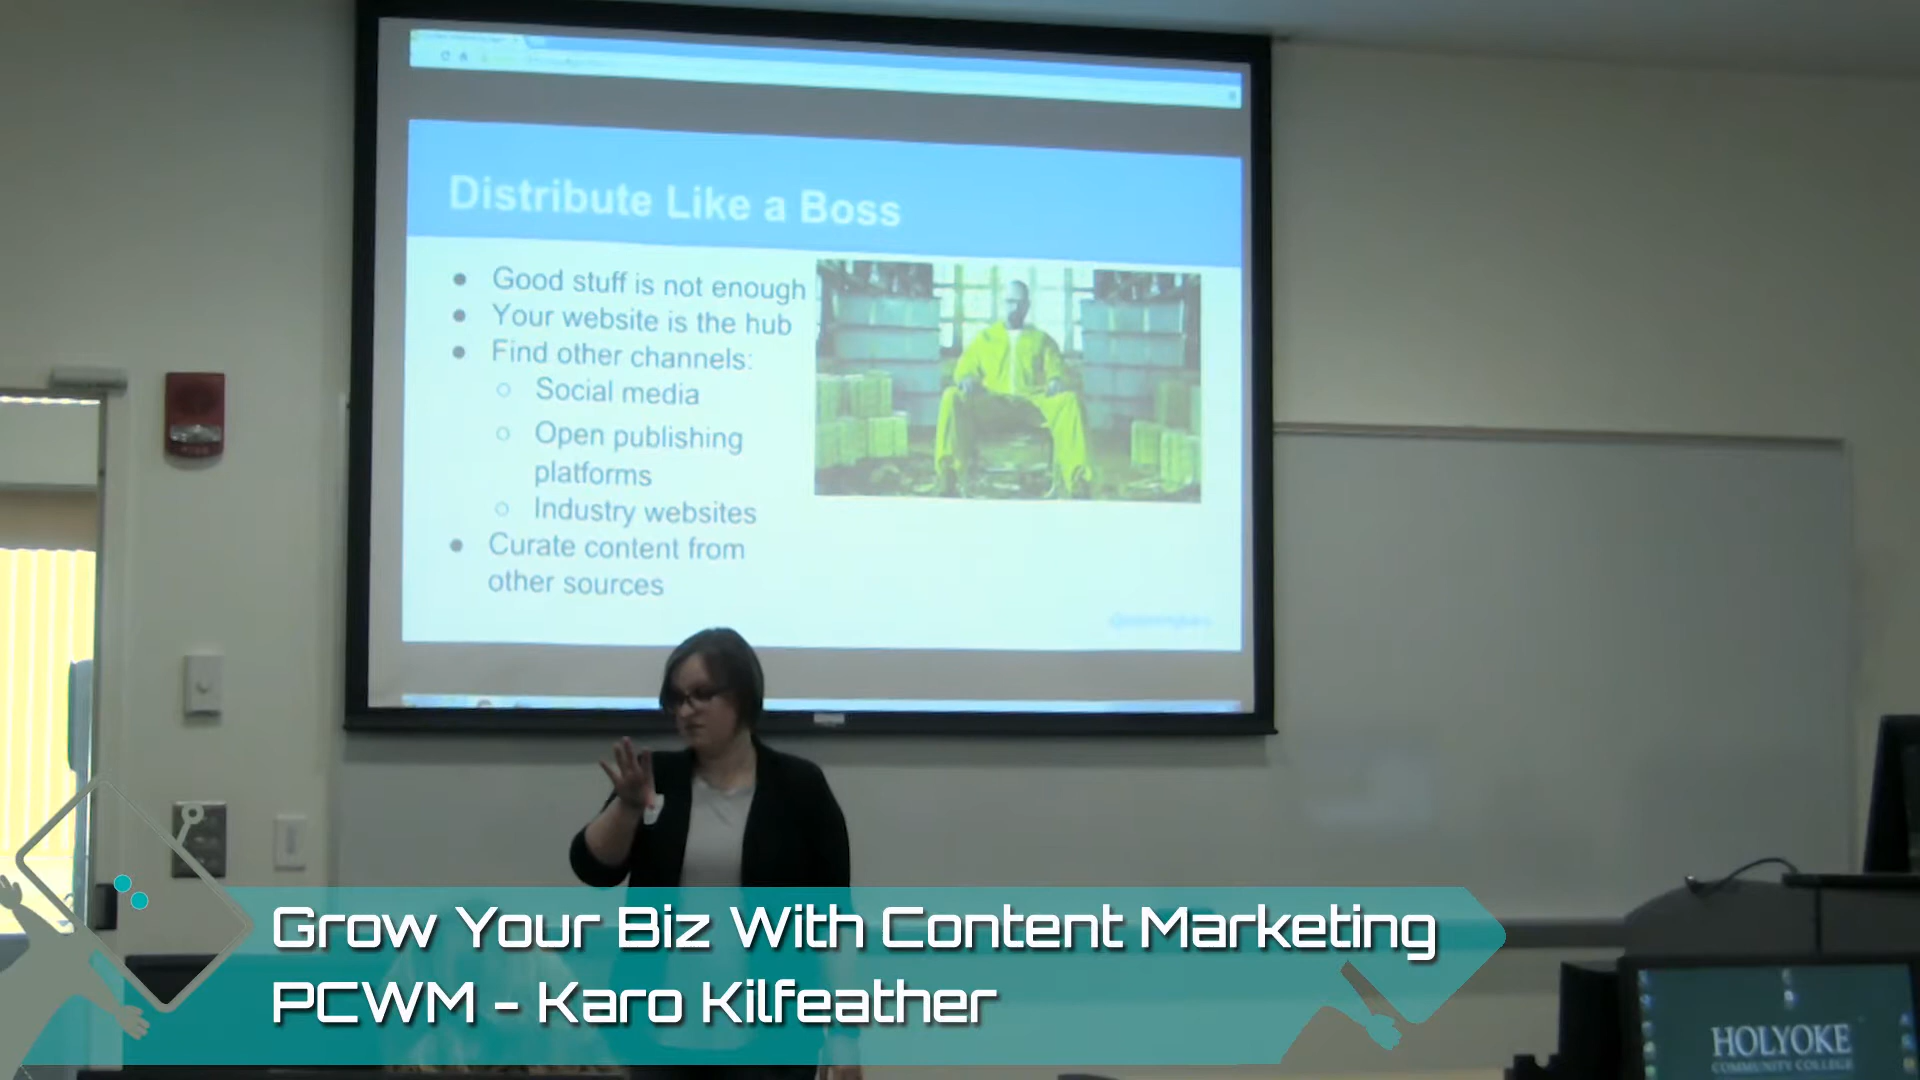 Distribute Like a Boss
● Good stuff is not enough
● Your website is the hub
● Find other channels:
○ Social media
○ Open publishing
platforms
○ Industry websites
● Curate content from
other sources
Grow Your Biz With Content Marketing
PCWM - Karo Kilfeather
HOLYOKE
COMMUNITY COLLEGE